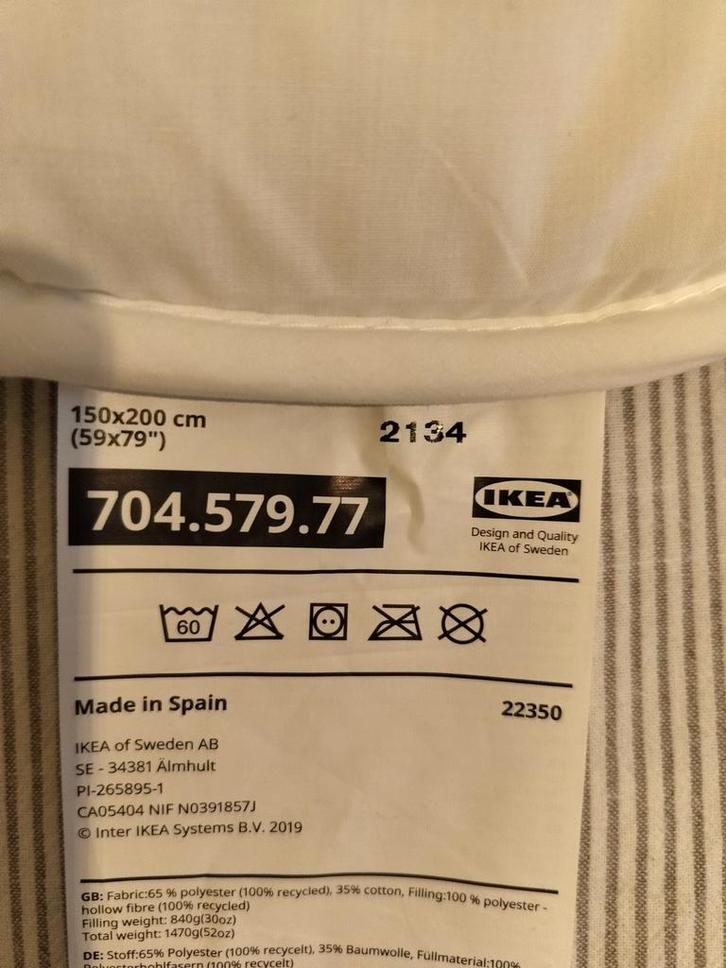 150x200 cm
(59x79")
2134
704.579.77
IKEA®
Design and Quality
IKEA of Sweden
60
Made in Spain
22350
IKEA of Sweden AB
SE - 34381 Älmhult
PI-265895-1
CA05404 NIF N0391857J
© Inter IKEA Systems B.V. 2019
GB: Fabric:65 % polyester (100% recycled), 35% cotton, Filling:100 % polyester -
hollow fibre (100% recycled)
Filling weight: 840g(30oz)
Total weight: 1470g(52oz)
DE: Stoff:65% Polyester (100% recycelt), 35% Baumwolle, Füllmaterial:100%
Polyesterhohlfasern (100% recycelt)